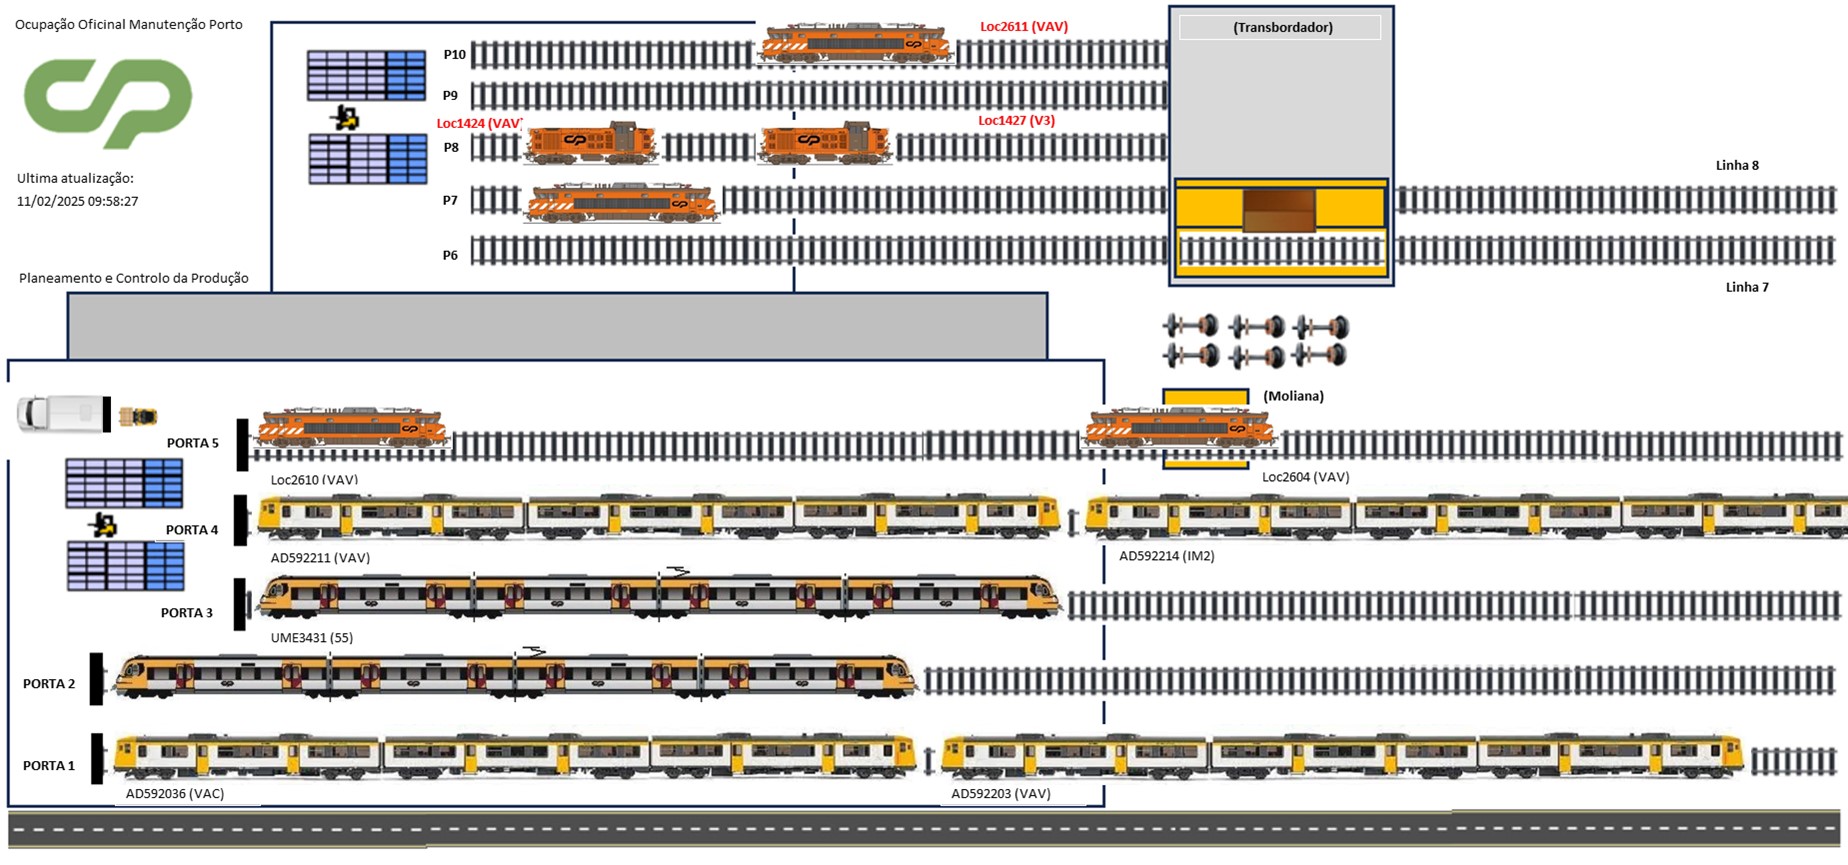 Ocupação Oficinal Manutenção Porto
Loc2611 (VAV)
(Transbordador)
P10
P9
Loc1424 (VAV)
Loc1427 (V3)
P8
Ultima atualização:
11/02/2025 09:58:27
Linha 8
P7
P6
Planeamento e Controlo da Produção
Linha 7
(Moliana)
PORTA 5
Loc2610 (VAV)
Loc2604 (VAV)
PORTA 4
AD592211 (VAV)
AD592214 (IM2)
PORTA 3
UME3431 (55)
PORTA 2
PORTA 1
AD592036 (VAC)
AD592203 (VAV)